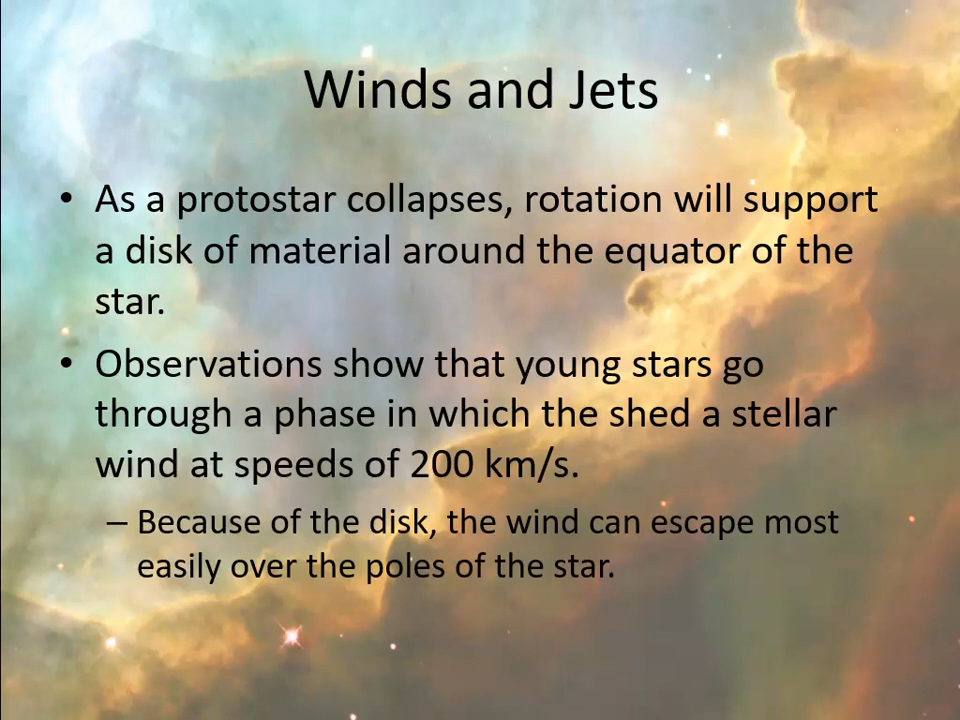 Winds and Jets
• As a protostar collapses, rotation will support
a disk of material around the equator of the
star.
• Observations show that young stars go
through a phase in which the shed a stellar
wind at speeds of 200 km/s.
– Because of the disk, the wind can escape most
easily over the poles of the star.